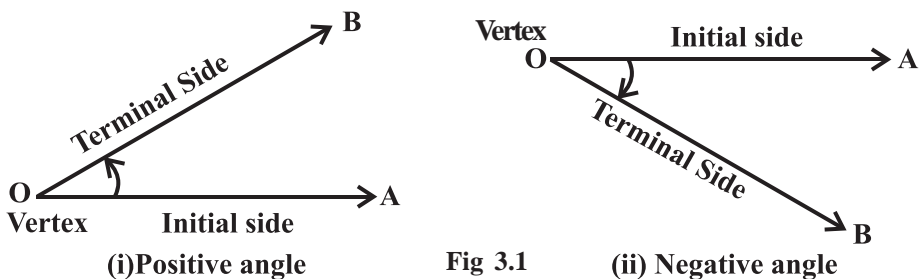 B
Terminal Side
O
A
Vertex
Initial side
(i)Positive angle
Vertex
O
Initial side
A
Terminal Side
B
Fig 3.1
(ii) Negative angle